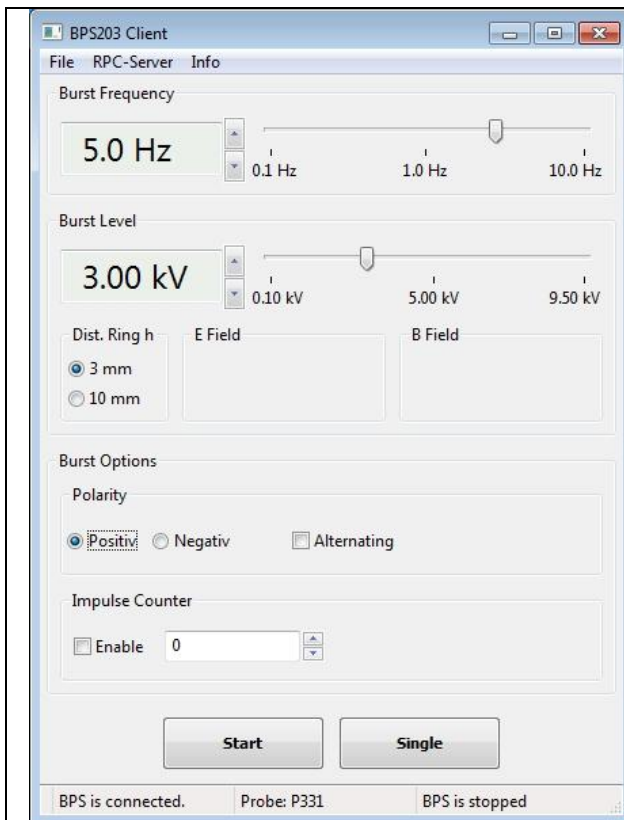 BPS203 Client
File RPC-Server Info
Burst Frequency
5.0 Hz
0.1 Hz 1.0 Hz 10.0 Hz
Burst Level
3.00 kV
0.10 kV 5.00 kV 9.50 kV
Dist. Ring h E Field B Field
3 mm
10 mm
Burst Options
Polarity
Positiv Negativ Alternating
Impulse Counter
Enable 0
Start Single
BPS is connected. Probe: P331 BPS is stopped